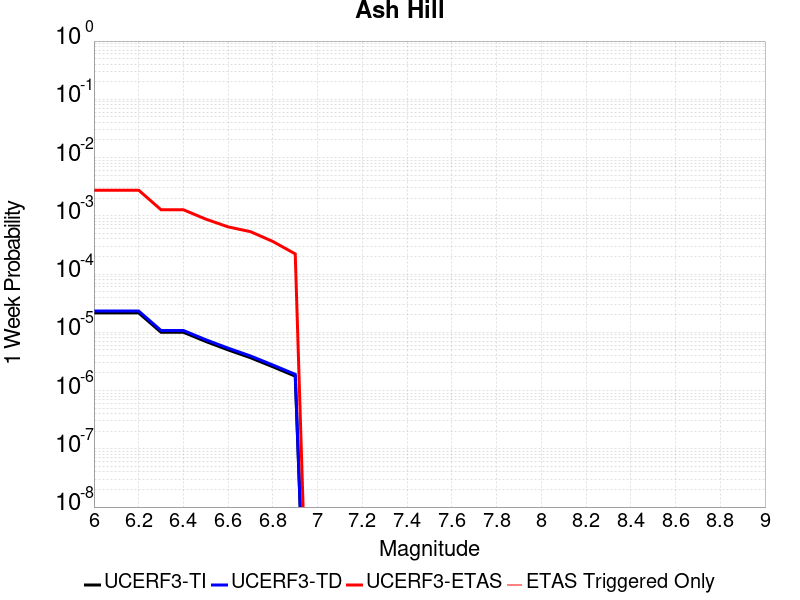 Ash Hill
10^0
10^-1
10^-2
10^-3
10^-4
10^-5
10^-6
10^-7
10^-8
1 Week Probability
6 6.2 6.4 6.6 6.8 7 7.2 7.4 7.6 7.8 8 8.2 8.4 8.6 8.8 9
Magnitude
UCERF3-TI UCERF3-TD UCERF3-ETAS ETAS Triggered Only